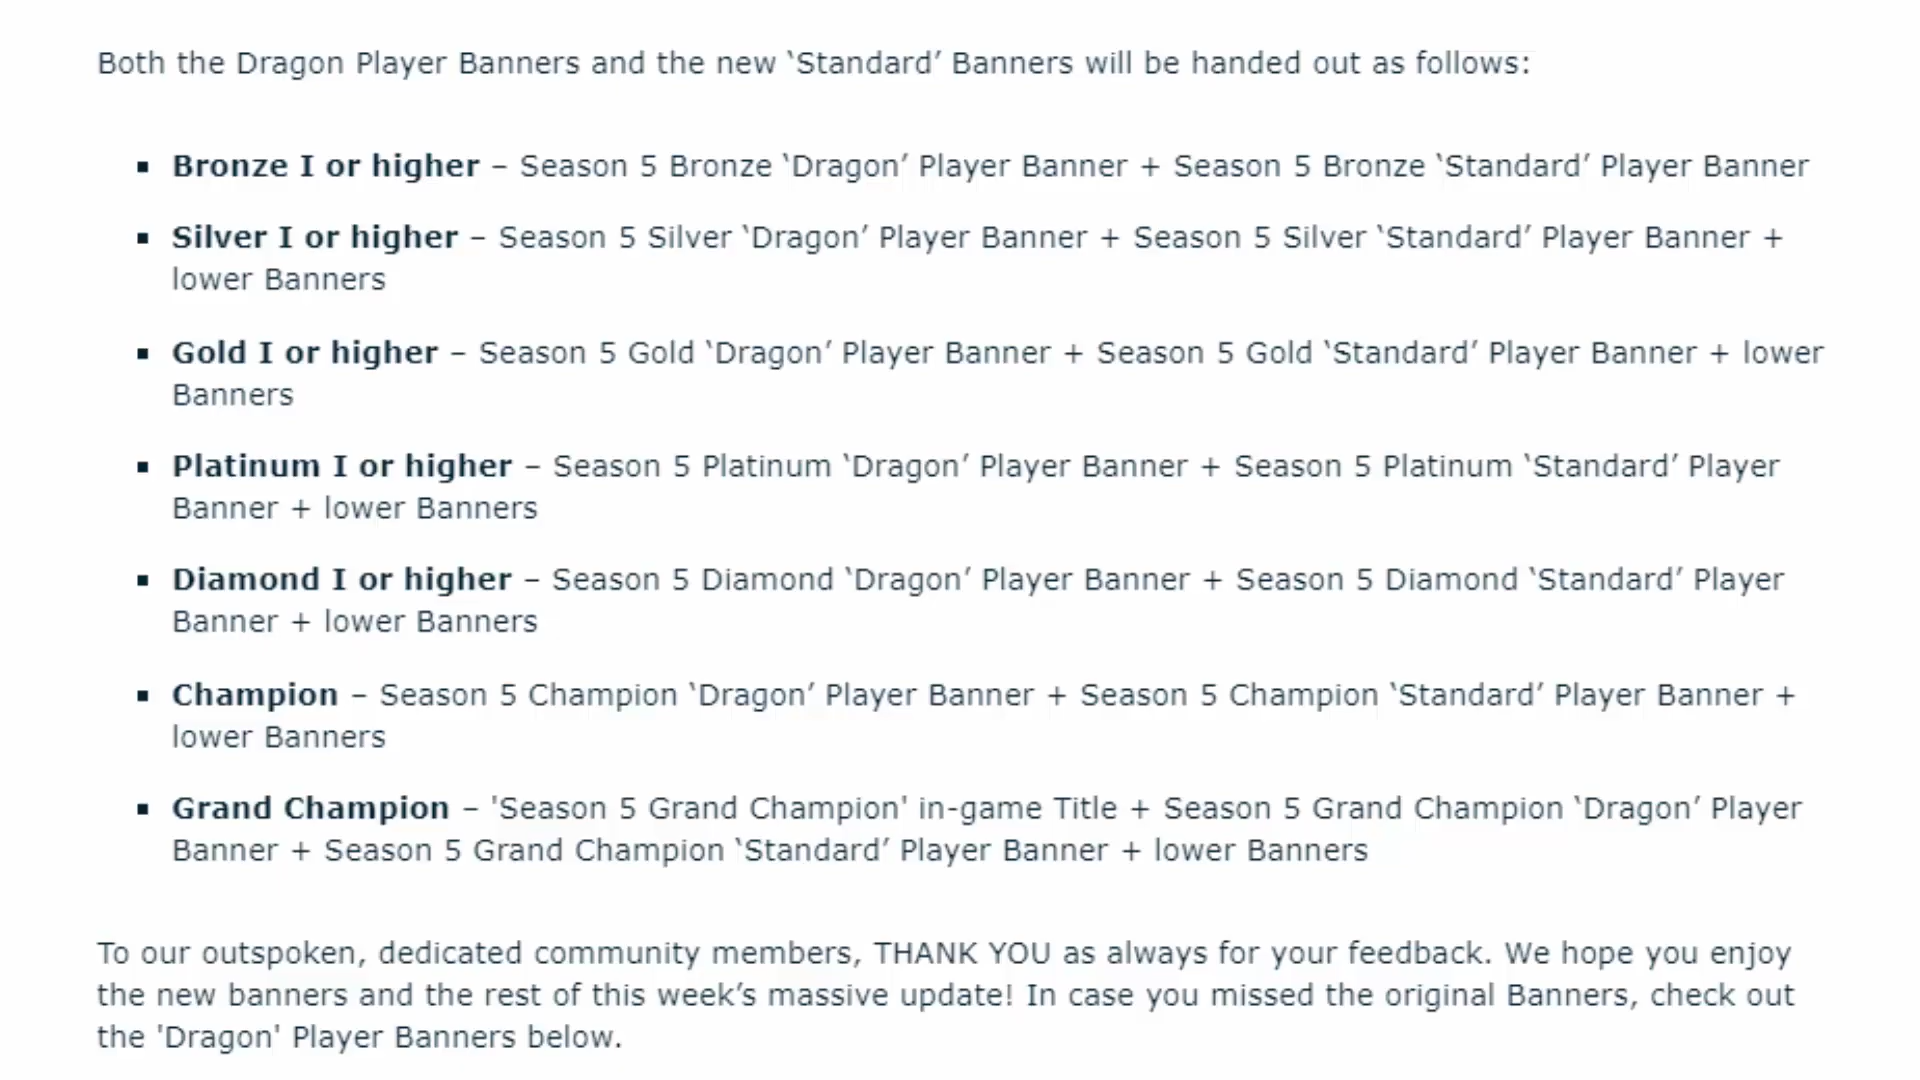 Both the Dragon Player Banners and the new ‘Standard’ Banners will be handed out as follows:
▪ Bronze I or higher – Season 5 Bronze ‘Dragon’ Player Banner + Season 5 Bronze ‘Standard’ Player Banner
▪ Silver I or higher – Season 5 Silver ‘Dragon’ Player Banner + Season 5 Silver ‘Standard’ Player Banner +
lower Banners
▪ Gold I or higher – Season 5 Gold ‘Dragon’ Player Banner + Season 5 Gold ‘Standard’ Player Banner + lower
Banners
▪ Platinum I or higher – Season 5 Platinum ‘Dragon’ Player Banner + Season 5 Platinum ‘Standard’ Player
Banner + lower Banners
▪ Diamond I or higher – Season 5 Diamond ‘Dragon’ Player Banner + Season 5 Diamond ‘Standard’ Player
Banner + lower Banners
▪ Champion – Season 5 Champion ‘Dragon’ Player Banner + Season 5 Champion ‘Standard’ Player Banner +
lower Banners
▪ Grand Champion – 'Season 5 Grand Champion' in-game Title + Season 5 Grand Champion ‘Dragon’ Player
Banner + Season 5 Grand Champion ‘Standard’ Player Banner + lower Banners
To our outspoken, dedicated community members, THANK YOU as always for your feedback. We hope you enjoy
the new banners and the rest of this week’s massive update! In case you missed the original Banners, check out
the 'Dragon' Player Banners below.